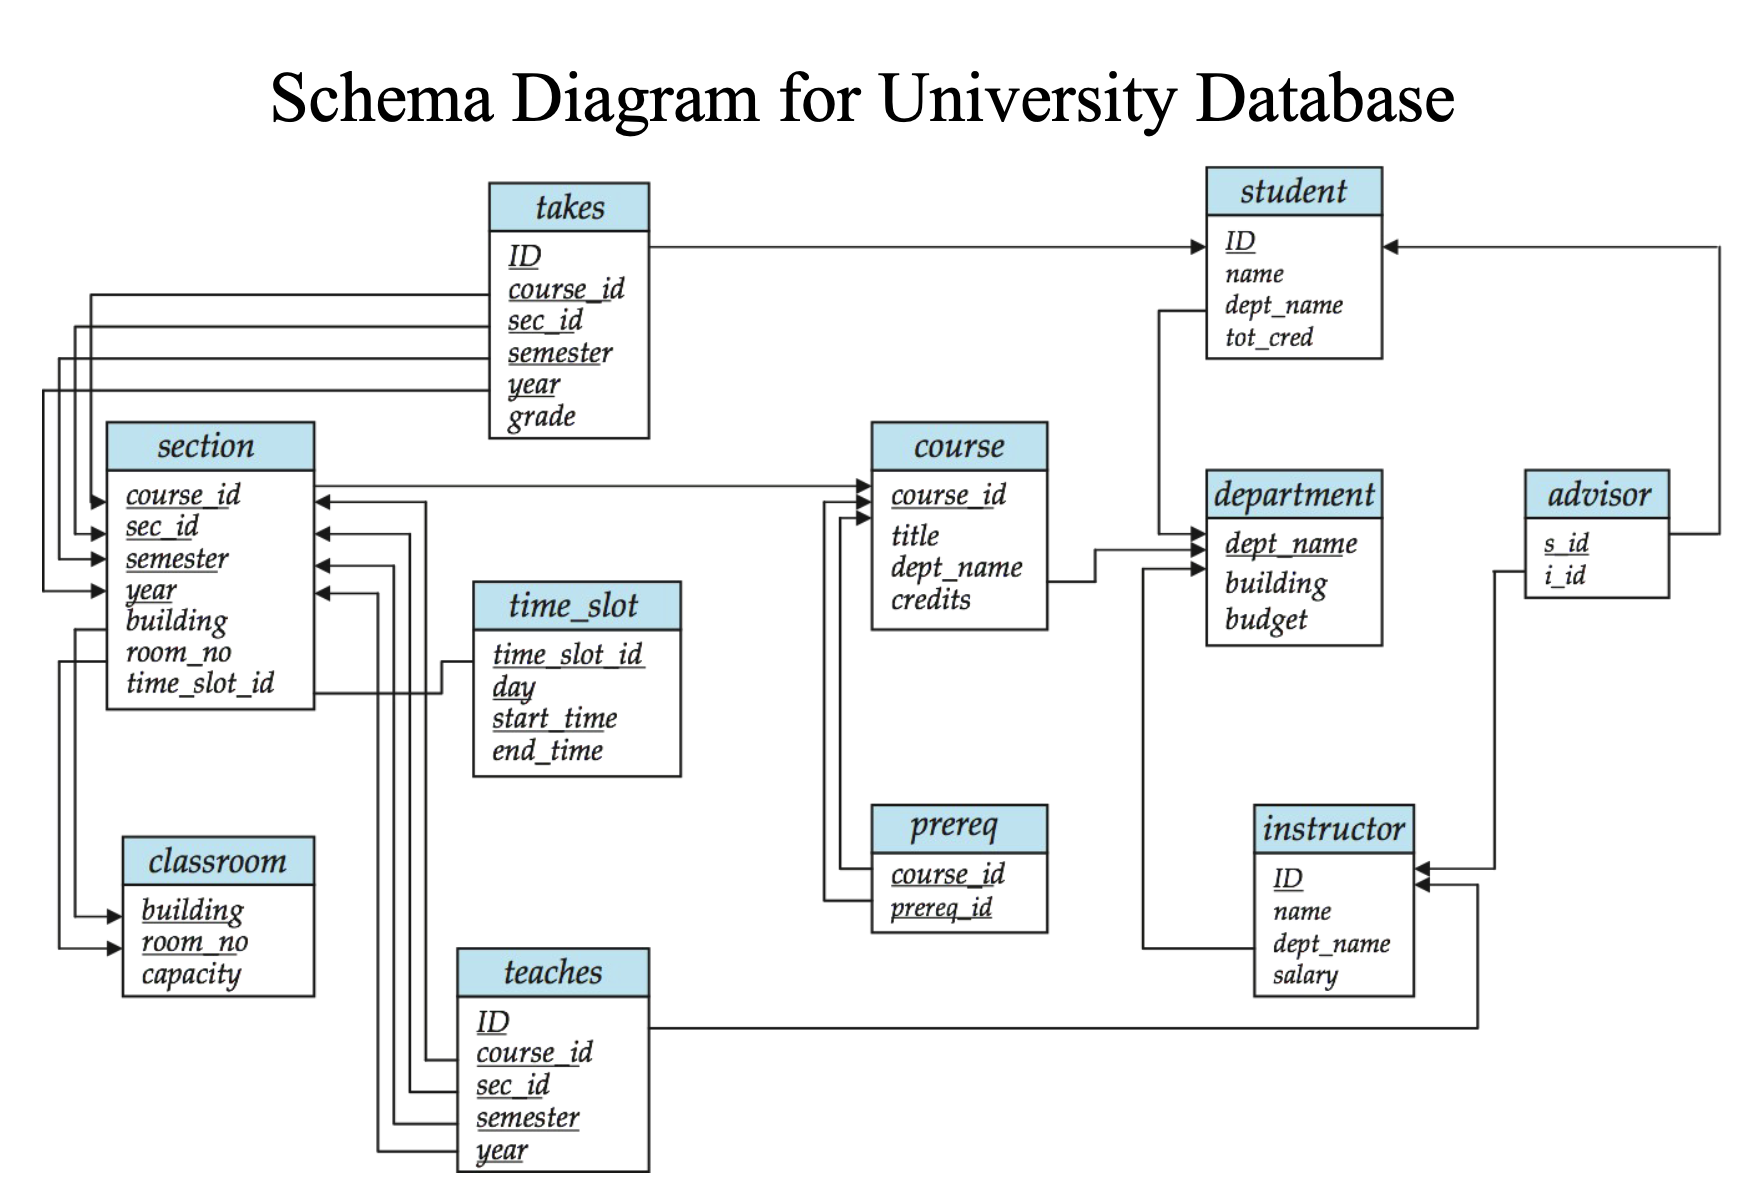 Schema Diagram for University Database
takes
ID
course_id
sec_id
semester
year
grade
student
ID
name
dept_name
tot_cred
section
course_id
sec_id
semester
year
building
room_no
time_slot_id
time_slot
time_slot_id
day
start_time
end_time
course
course_id
title
dept_name
credits
department
dept_name
building
budget
advisor
s_id
i_id
classroom
building
room_no
capacity
prereq
course_id
prereq_id
instructor
ID
name
dept_name
salary
teaches
ID
course_id
sec_id
semester
year